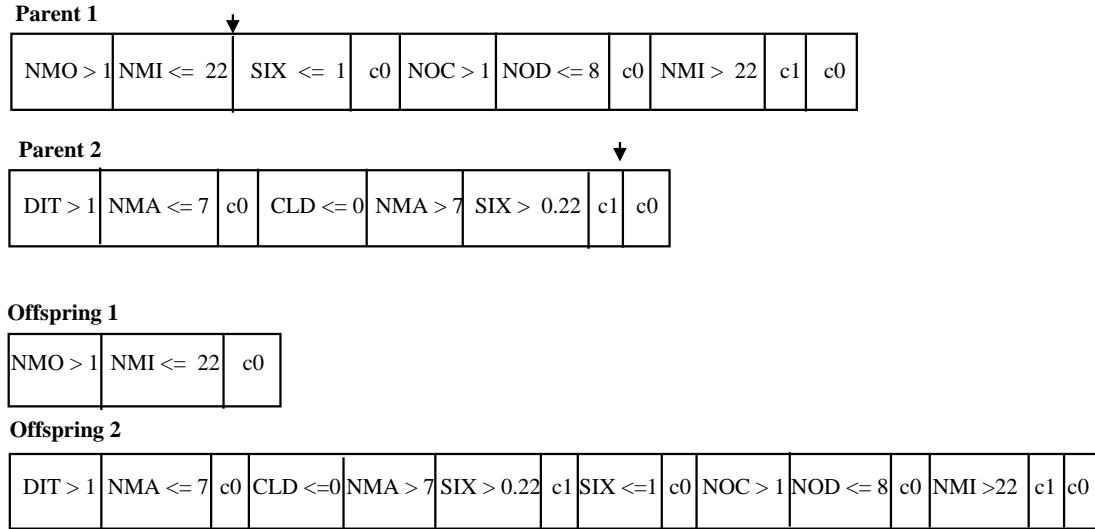 Parent 1
NMO > 1 NMI <= 22 SIX <= 1 c0 NOC > 1 NOD <= 8 c0 NMI > 22 c1 c0
Parent 2
DIT > 1 NMA <= 7 c0 CLD <= 0 NMA > 7 SIX > 0.22 c1 c0
Offspring 1
NMO > 1 NMI <= 22 c0
Offspring 2
DIT > 1 NMA <= 7 c0 CLD <=0 NMA > 7 SIX > 0.22 c1 SIX <=1 c0 NOC > 1 NOD <= 8 c0 NMI >22 c1 c0